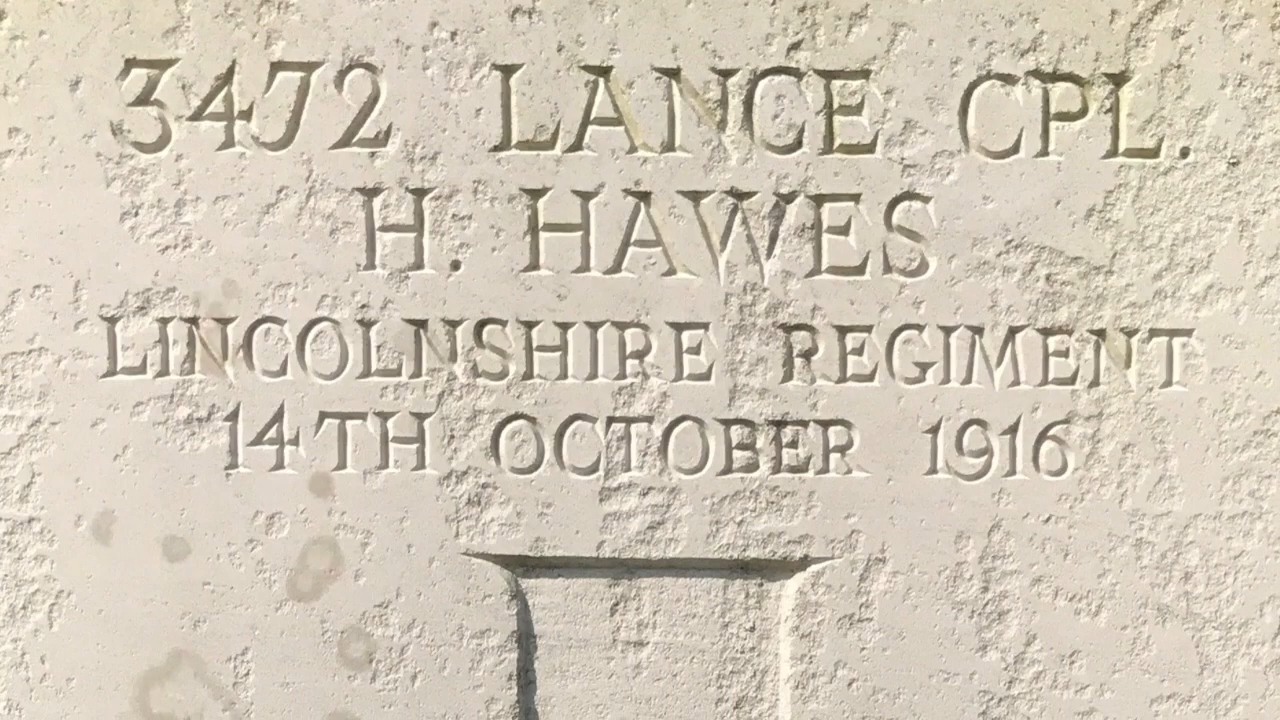 3472 LANCE CPL.
H. HAWES
LINCOLNSHIRE REGIMENT
14TH OCTOBER 1916